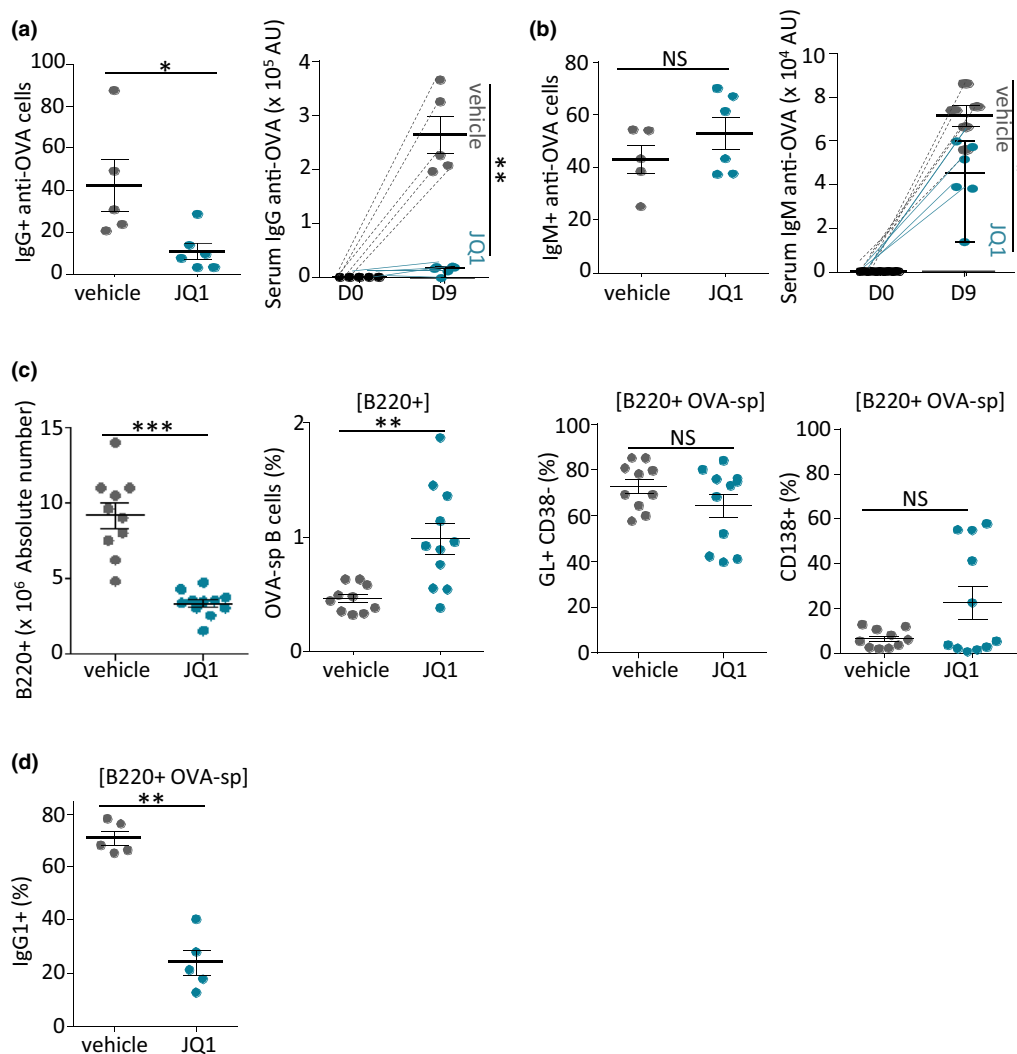 (a)
IgG+ anti-OVA cells
100
80
60
40
20
0
*
vehicle
JQ1
Serum IgG anti-OVA (x 10⁵ AU)
5
4
3
2
1
0
D0
D9
vehicle
**
JQ1
(b)
IgM+ anti-OVA cells
80
60
40
20
0
NS
vehicle
JQ1
Serum IgM anti-OVA (x 10⁴ AU)
10
8
6
4
2
0
D0
D9
vehicle
JQ1
(c)
B220+ (x 10⁶ Absolute number)
15
10
5
0
***
vehicle
JQ1
[B220+]
OVA-sp B cells (%)
2
1
0
**
vehicle
JQ1
[B220+ OVA-sp]
GL+ CD38- (%)
100
80
60
40
20
0
NS
vehicle
JQ1
[B220+ OVA-sp]
CD138+ (%)
100
80
60
40
20
0
NS
vehicle
JQ1
(d)
[B220+ OVA-sp]
IgG1+ (%)
80
60
40
20
0
**
vehicle
JQ1